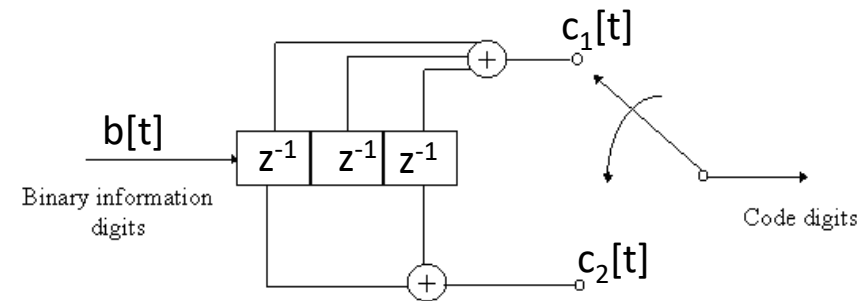 c₁[t]
b[t]
z⁻¹ z⁻¹ z⁻¹
+
Binary information
digits
Code digits
c₂[t]
+